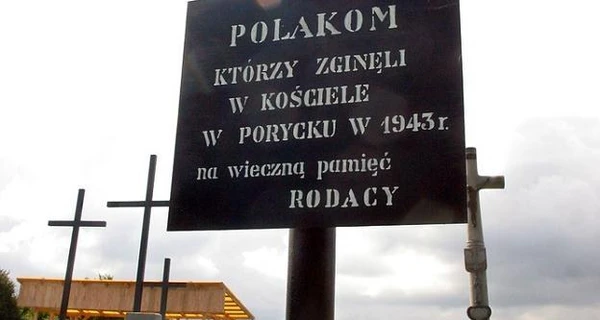 POLAKOM
KTÓRZY ZGINĘLI
W KOŚCIELE
W PORYCKU W 1943 r.
na wieczną pamięć
RODACY